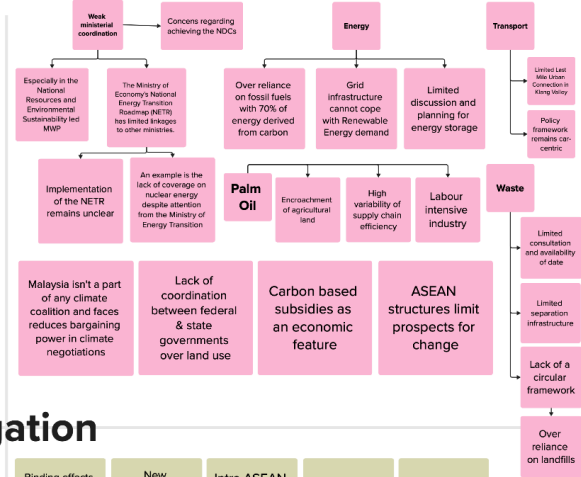 Weak
ministerial
coordination
Concens regarding
achieving the NDCs
Energy
Transport
Especially in the
National
Resources and
Environmental
Sustainability led
MWP
The Ministry of
Economy's National
Energy Transition
Roadmap (NETR)
has limited linkages
to other ministries.
Over reliance
on fossil fuels
with 70% of
energy derived
from carbon
Grid
infrastructure
cannot cope
with Renewable
Energy demand
Limited
discussion and
planning for
energy storage
Limited Last
Mile Urban
Connection in
Klang Valley
Policy
framework
remains car-
centric
Implementation
of the NETR
remains unclear
An example is the
lack of coverage on
nuclear energy
despite attention
from the Ministry of
Energy Transition
Palm
Oil
Encroachment
of agricultural
land
High
variability of
supply chain
efficiency
Labour
intensive
industry
Waste
Limited
consultation
and availability
of date
Limited
separation
infrastructure
Lack of a
circular
framework
Over
reliance
on landfills
Malaysia isn't a part
of any climate
coalition and faces
reduces bargaining
power in climate
negotiations
Lack of
coordination
between federal
& state
governments
over land use
Carbon based
subsidies as
an economic
feature
ASEAN
structures limit
prospects for
change
gation
Binding effects
New
Intra ASEAN